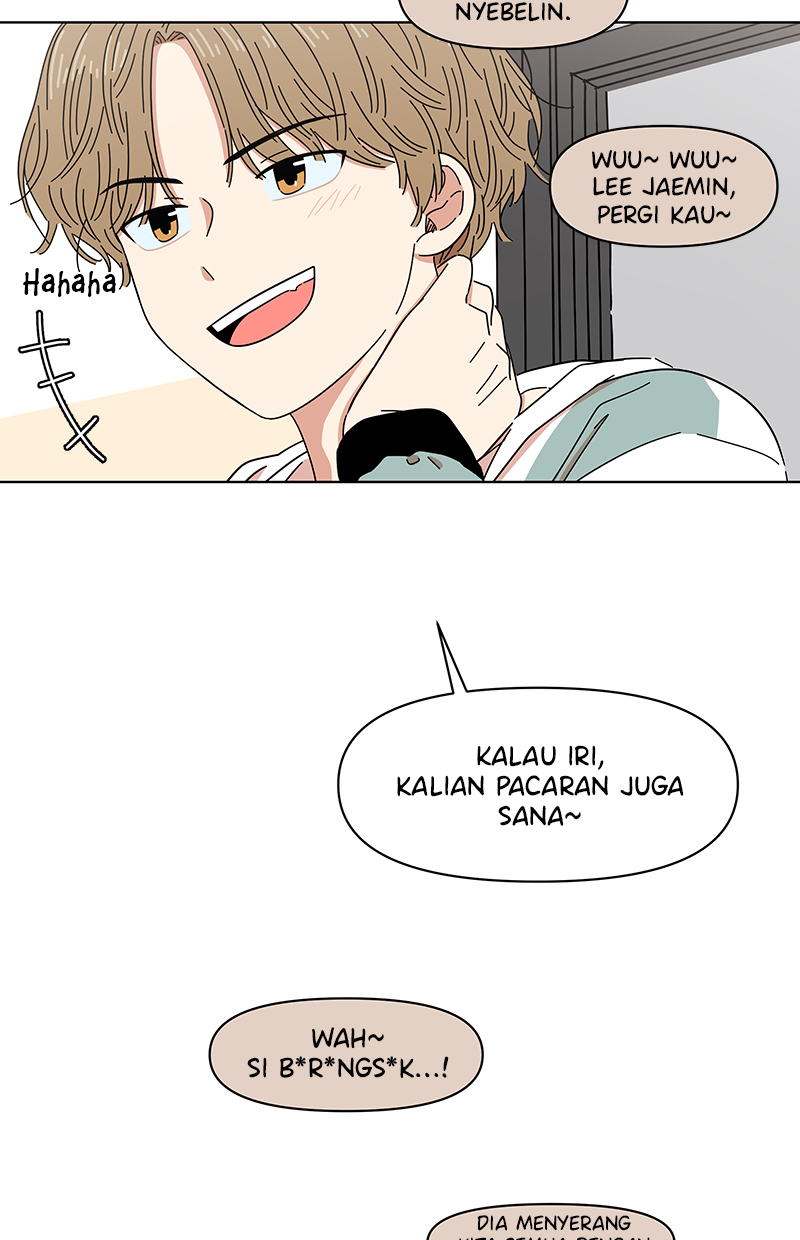 NYEBELIN.
WUU~ WUU~
LEE JAEMIN,
PERGI KAU~
Hahaha
KALAU IRI,
KALIAN PACARAN JUGA
SANA~
WAH~
SI B*R*NGS*K...!
DIA MENYERANG